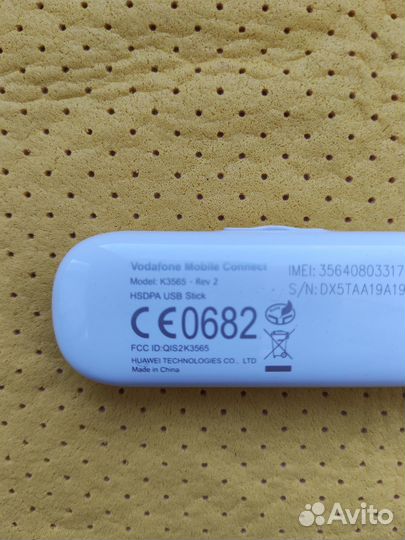 Vodafone Mobile Connect
Model: K3565 - Rev 2
HSDPA USB Stick
CE0682
FCC ID:QIS2K3565
HUAWEI TECHNOLOGIES CO., LTD
Made in China
IMEI: 35640803317
S/N:DX5TAA19A19
Avito